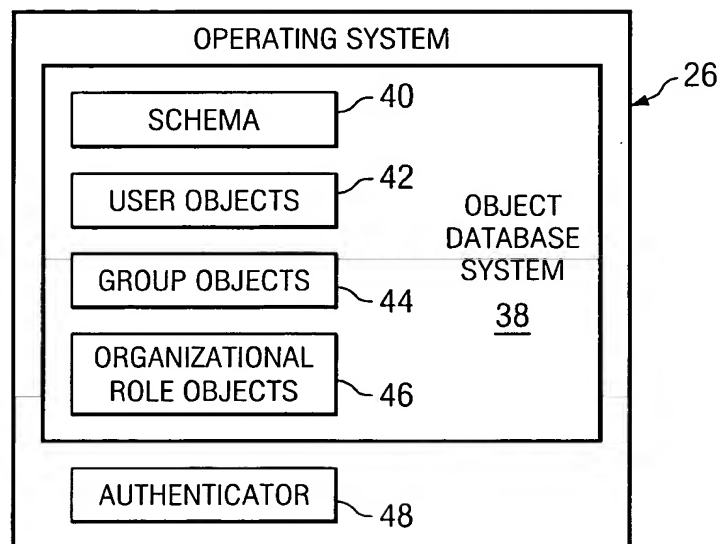 OPERATING SYSTEM
26
SCHEMA
40
USER OBJECTS
42
OBJECT
DATABASE
SYSTEM
38
GROUP OBJECTS
44
ORGANIZATIONAL
ROLE OBJECTS
46
AUTHENTICATOR
48